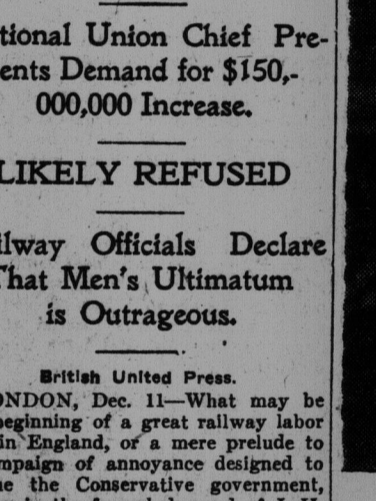 tional Union Chief Pre-
ents Demand for $150,-
000,000 Increase.
LIKELY REFUSED
ilway Officials Declare
That Men's Ultimatum
is Outrageous.
British United Press.
ONDON, Dec. 11—What may be
beginning of a great railway labor
in England, or a mere prelude to
mpaign of annoyance designed to
the Conservative government,